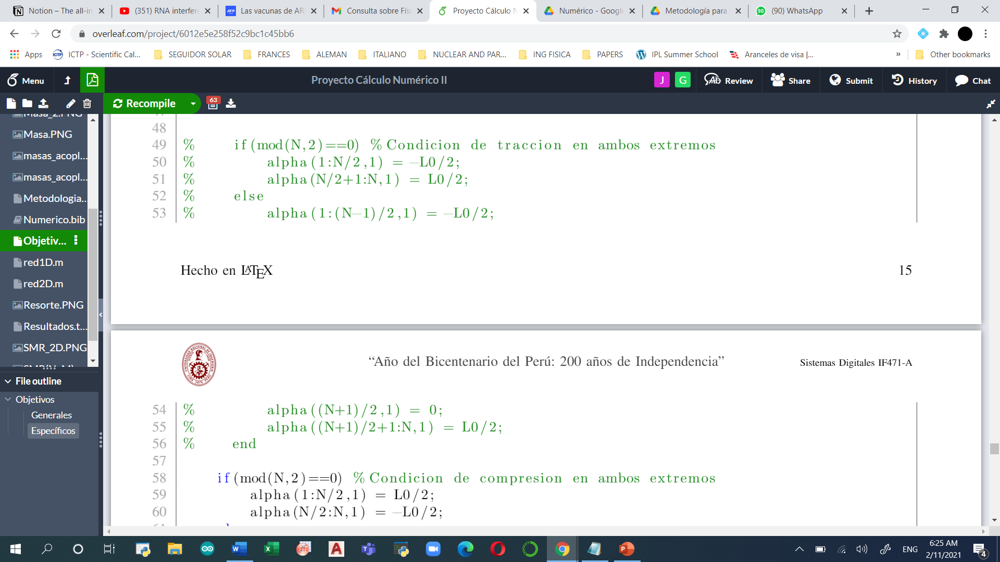 Notion – The all-in
(351) RNA interfere
Las vacunas de AR
Consulta sobre Físi
Proyecto Cálculo N
Numérico - Google
Metodología para
(90) WhatsApp
overleaf.com/project/6012e5e258f52c9bc1c45bb6
Apps
ICTP - Scientific Cal...
SEGUIDOR SOLAR
FRANCES
ALEMAN
ITALIANO
NUCLEAR AND PAR...
ING FISICA
PAPERS
IPL Summer School
Aranceles de visa |...
»
Other bookmarks
Menu
Proyecto Cálculo Numérico II
J
G
Review
Share
Submit
History
Chat
Recompile
63
Masa_2.PNG
Masa.PNG
masas_acopl...
masas_acopl...
Metodologia...
Numerico.bib
Objetiv...
red1D.m
red2D.m
Resorte.PNG
Resultados.t...
SMR_2D.PNG
File outline
Objetivos
Generales
Específicos
48
49 % if(mod(N,2)==0) % Condicion de traccion en ambos extremos
50 % alpha(1:N/2,1) = -L0/2;
51 % alpha(N/2+1:N,1) = L0/2;
52 % else
53 % alpha(1:(N-1)/2,1) = -L0/2;
Hecho en LATEX
15
“Año del Bicentenario del Perú: 200 años de Independencia”
Sistemas Digitales IF471-A
54 % alpha((N+1)/2,1) = 0;
55 % alpha((N+1)/2+1:N,1) = L0/2;
56 % end
57
58 if(mod(N,2)==0) % Condicion de compresion en ambos extremos
59 alpha(1:N/2,1) = L0/2;
60 alpha(N/2:N,1) = -L0/2;
ENG
6:25 AM
2/11/2021
4